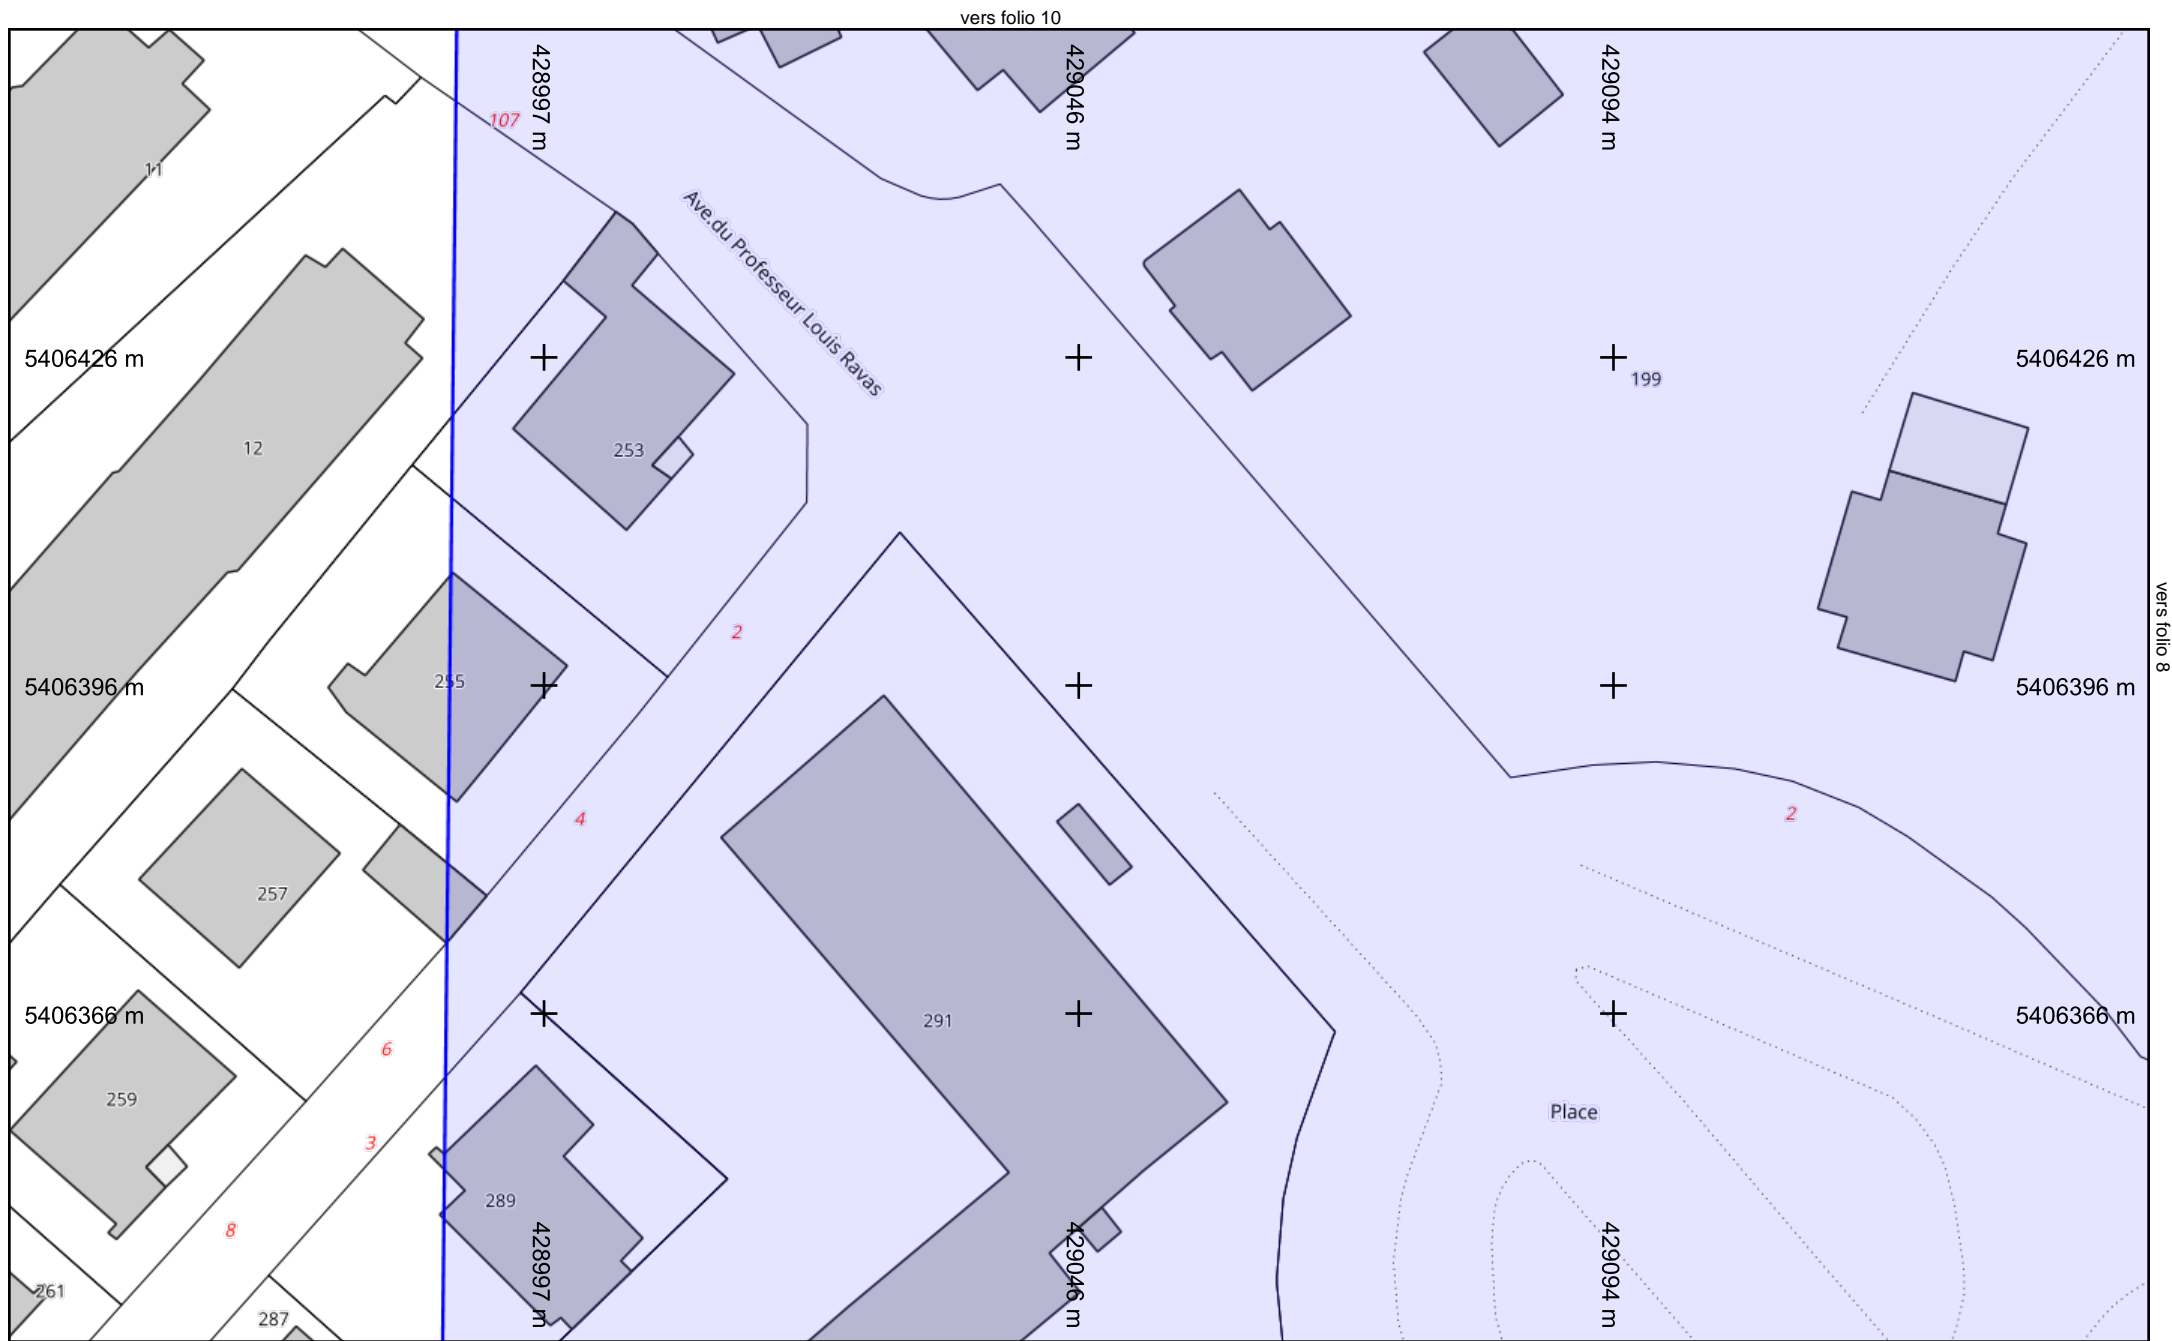 vers folio 10
428997 m
429046 m
429094 m
107
11
Ave.du Professeur Louis Ravas
5406426 m
5406426 m
199
12
253
2
5406396 m
255
5406396 m
vers folio 8
4
2
257
5406366 m
291
5406366 m
6
259
Place
3
289
8
428997 m
429046 m
429094 m
261
287